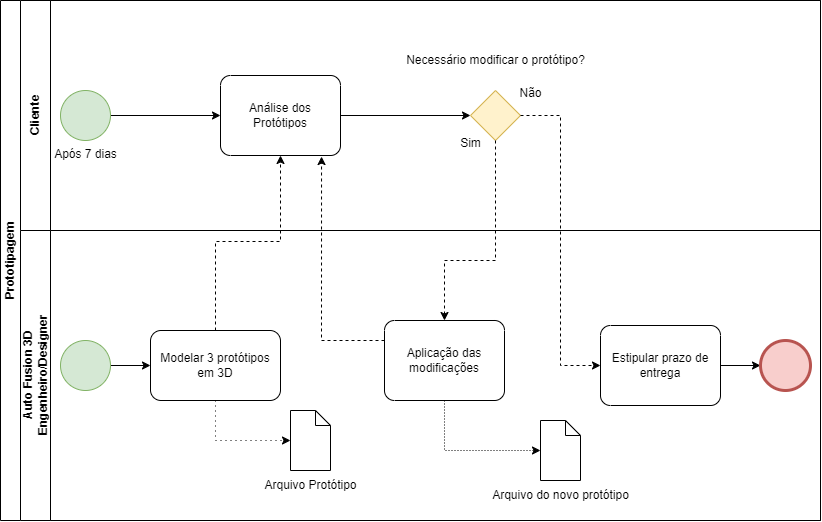 Prototipagem
Cliente
Após 7 dias
Análise dos
Protótipos
Necessário modificar o protótipo?
Não
Sim
Auto Fusion 3D
Engenheiro/Designer
Modelar 3 protótipos
em 3D
Arquivo Protótipo
Aplicação das
modificações
Arquivo do novo protótipo
Estipular prazo de
entrega